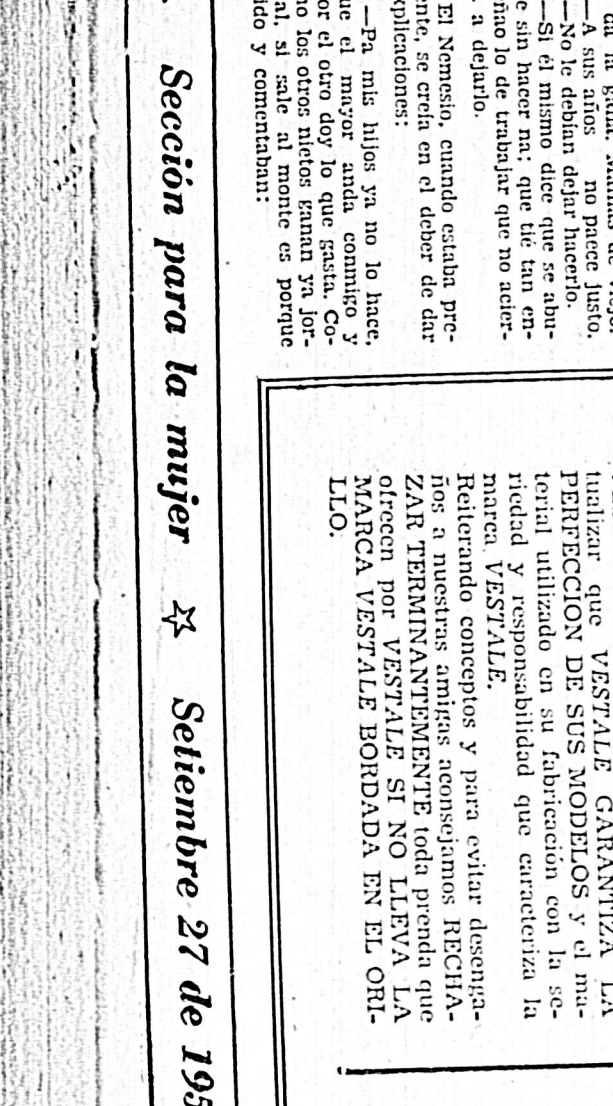 —A sus años no paece justo.
—No le debían dejar hacerlo.
—Si él mismo dice que se abu-
e sin hacer na; que tié tan en-
ñao lo de trabajar que no acier-
a dejarlo.
El Nemesio, cuando estaba pre-
ente, se creía en el deber de dar
xplicaciones:
—Pa mis hijos ya no lo hace,
ue el mayor anda conmigo y
or el otro doy lo que gasta. Co-
no los otros nietos ganan ya jor-
al, si sale al monte es porque
ido y comentaban:
tualizar que VESTALE GARANTIZA LA
PERFECCION DE SUS MODELOS y el ma-
terial utilizado en su fabricación con la se-
riedad y responsabilidad que caracteriza la
marca VESTALE.
Reiterando conceptos y para evitar desenga-
ños a nuestras amigas aconsejamos RECHA-
ZAR TERMINANTEMENTE toda prenda que
ofrecen por VESTALE SI NO LLEVA LA
MARCA VESTALE BORDADA EN EL ORI-
LLO.
Sección para la mujer ☆ Setiembre 27 de 195